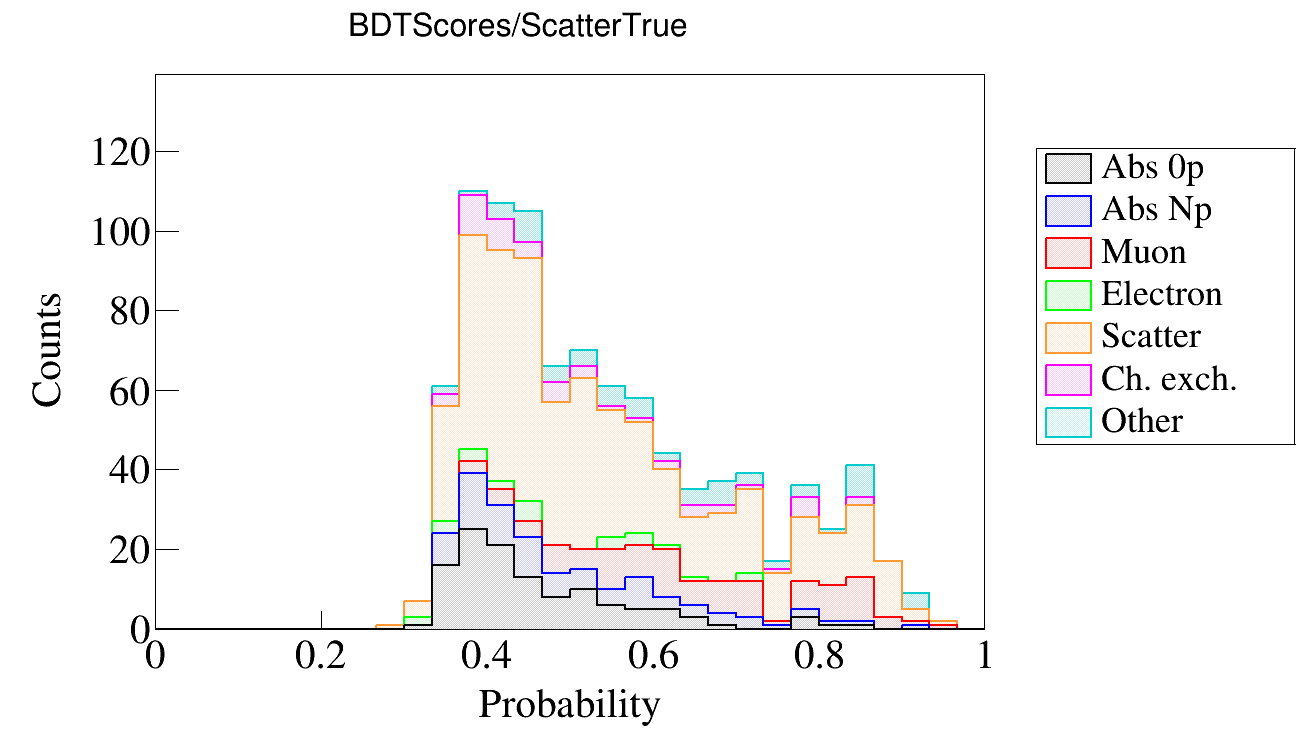 BDTScores/ScatterTrue
Counts
120
100
80
60
40
20
0
0
0.2
0.4
0.6
0.8
1
Probability
Abs 0p
Abs Np
Muon
Electron
Scatter
Ch. exch.
Other